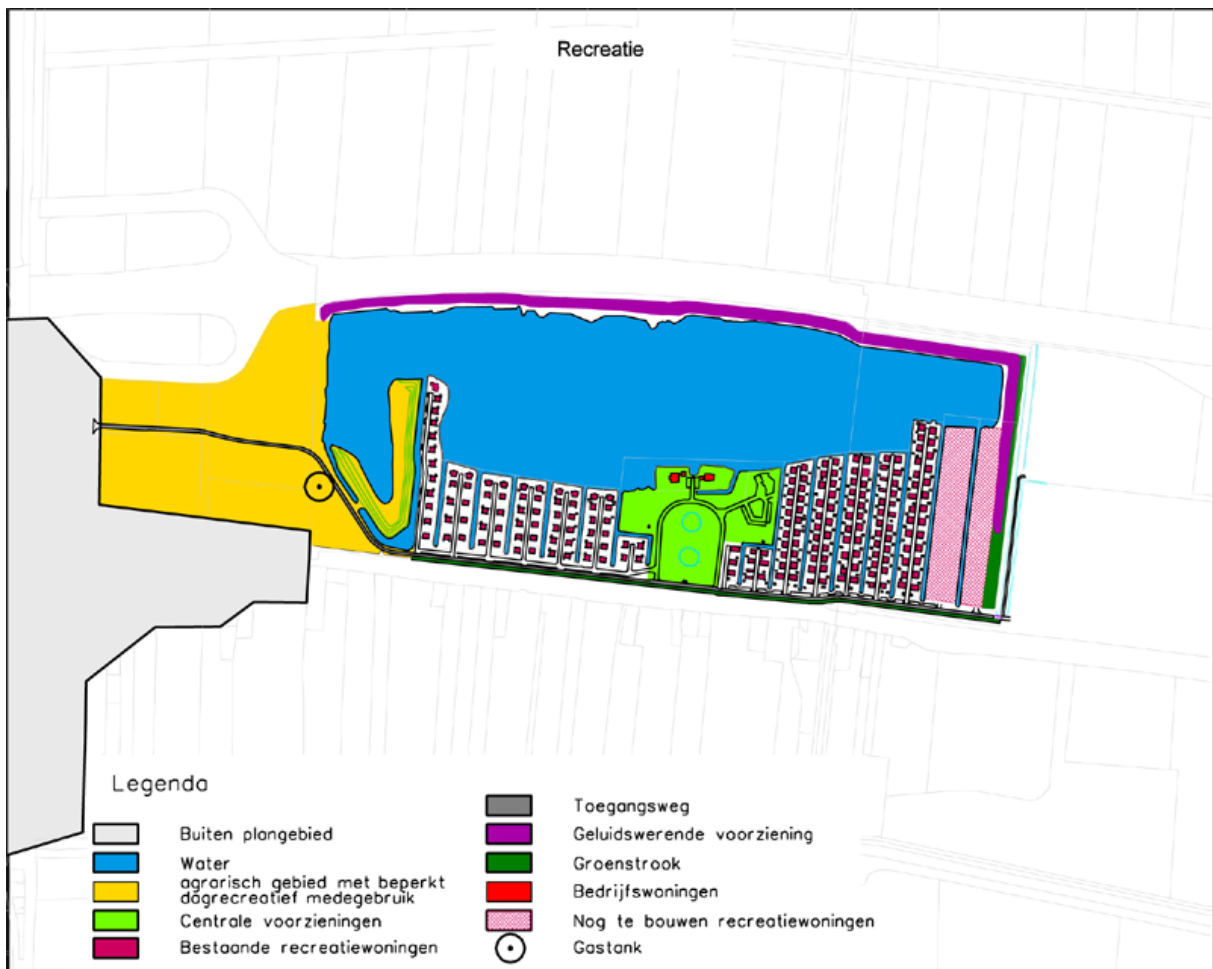 Recreatie
Legenda
Buiten plangebied
Water
agrarisch gebied met beperkt
dagrecreatief medegebruik
Centrale voorzieningen
Bestaande recreatiewoningen
Toegangsweg
Geluidswerende voorziening
Groenstrook
Bedrijfswoningen
Nog te bouwen recreatiewoningen
Gastank